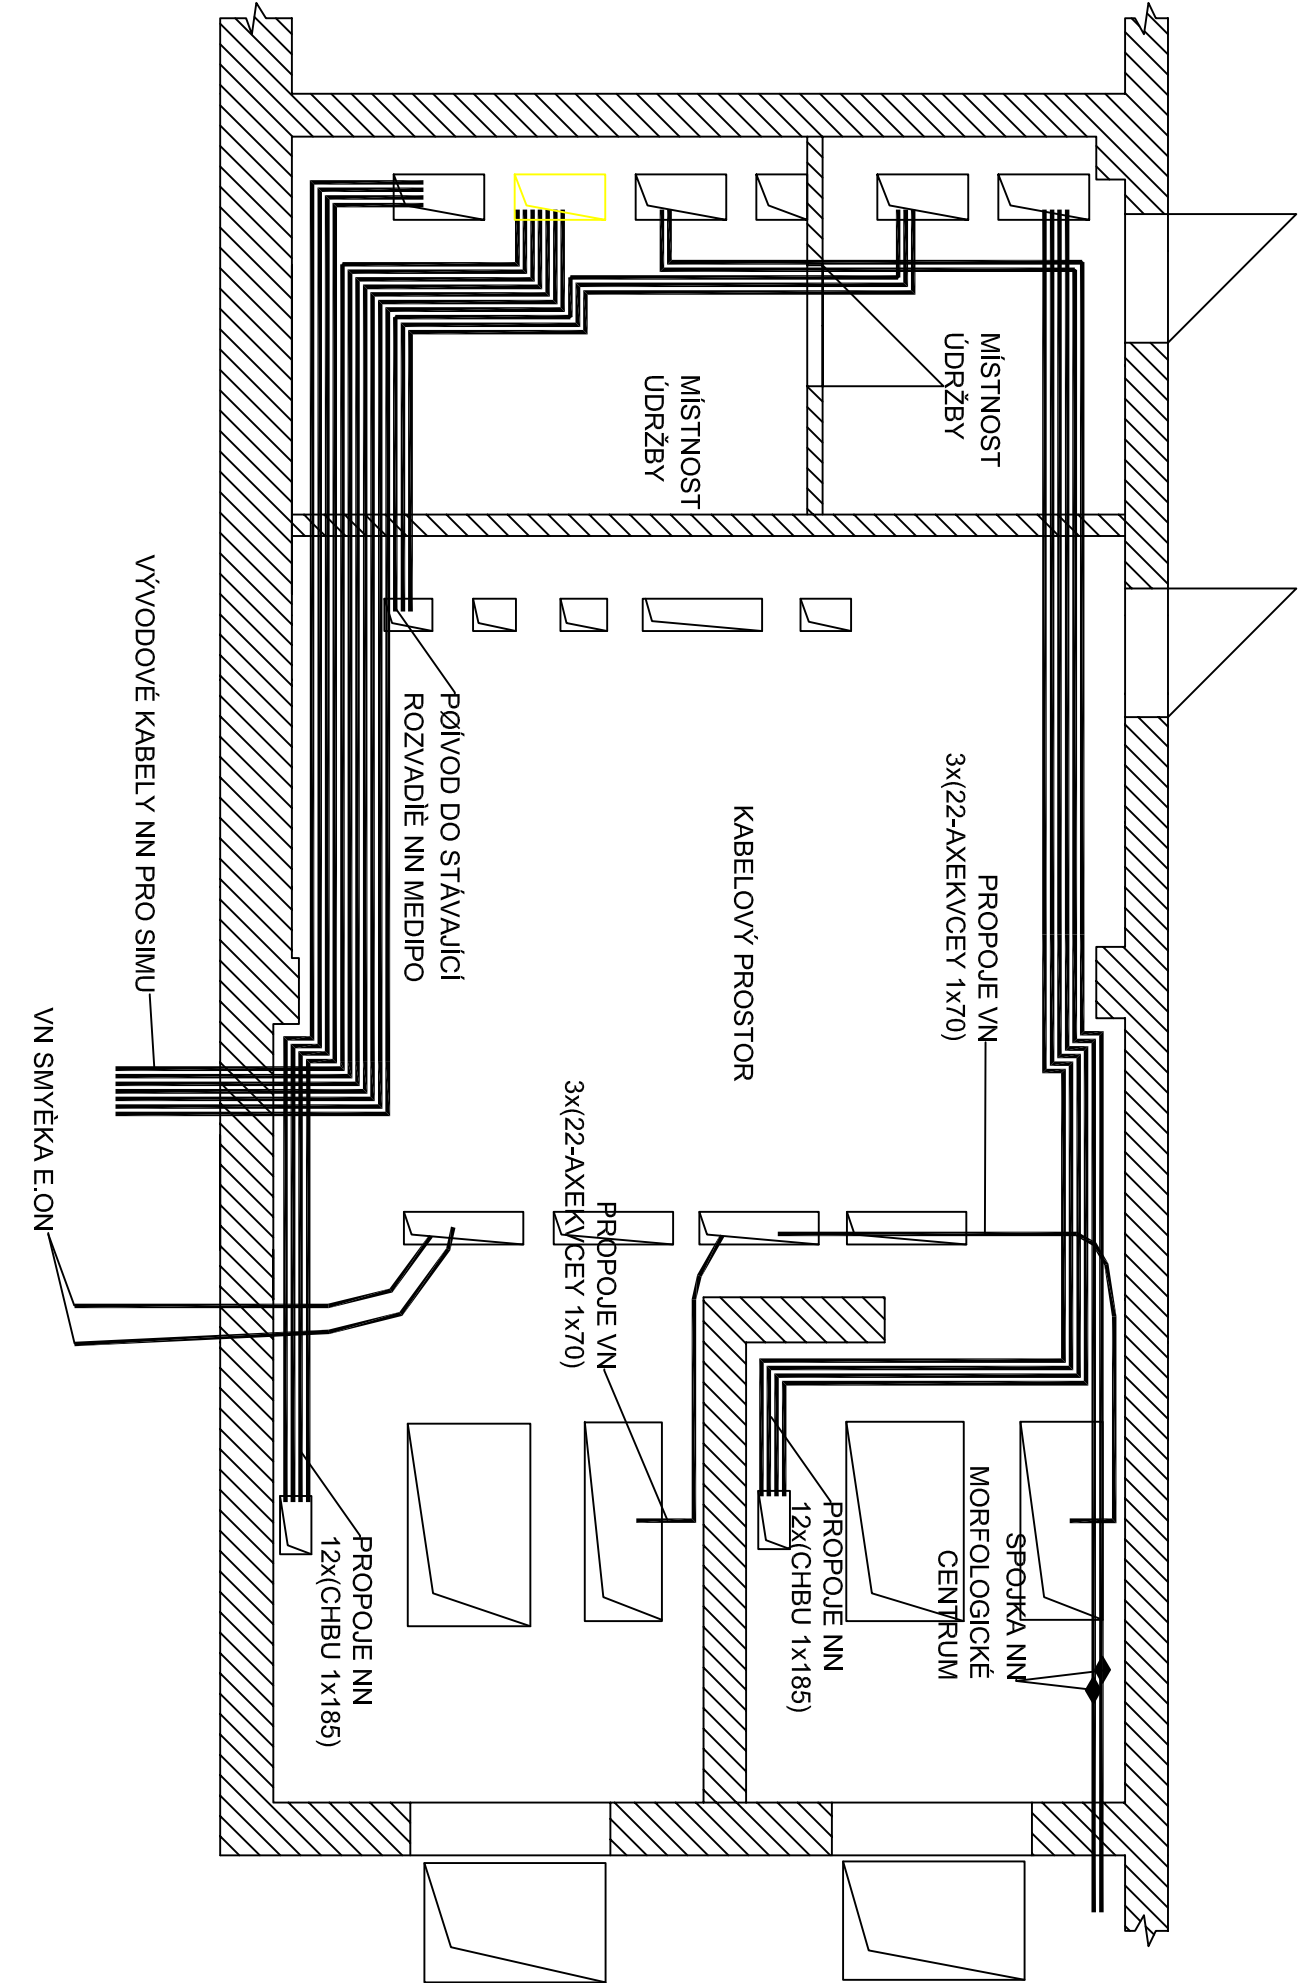 MÍSTNOST
ÚDRŽBY
MÍSTNOST
ÚDRŽBY
PROPOJE VN
3x(22-AXEKVCEY 1x70)
KABELOVÝ PROSTOR
PØÍVOD DO STÁVAJÍCÍ
ROZVADÌÈ NN MEDIPO
VÝVODOVÉ KABELY NN PRO SIMU
VN SMYÈKA E.ON
PROPOJE VN
3x(22-AXEKVCEY 1x70)
SPOJKA NN
MORFOLOGICKÉ
CENTRUM
PROPOJE NN
12x(CHBU 1x185)
PROPOJE NN
12x(CHBU 1x185)